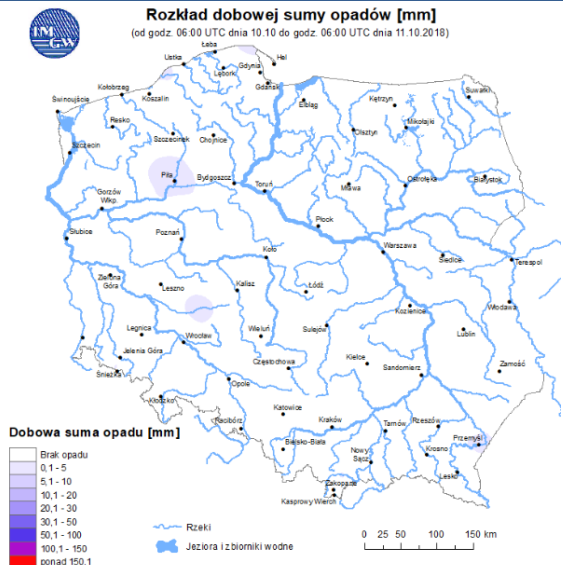 IMGW
Rozkład dobowej sumy opadów [mm]
(od godz. 06:00 UTC dnia 10.10 do godz. 06:00 UTC dnia 11.10.2018)
Łeba
Ustka
Hel
Gdynia
Lębork
Gdańsk
Kołobrzeg
Koszalin
Świnoujście
Elbląg
Kętrzyn
Suwałki
Resko
Mikołajki
Szczecinek
Chojnice
Olsztyn
Szczecin
Piła
Bydgoszcz
Toruń
Mława
Ostrołęka
Białystok
Gorzów
Wlkp
Płock
Słubice
Poznań
Koło
Warszawa
Siedlce
Terespol
Zielona
Góra
Leszno
Kalisz
Łódź
Kozienice
Włodawa
Legnica
Wrocław
Wieluń
Sulejów
Lublin
Jelenia Góra
Śnieżka
Częstochowa
Kielce
Sandomierz
Zamość
Opole
Kłodzko
Katowice
Racibórz
Kraków
Tarnów
Rzeszów
Przemyśl
Bielsko-Biała
Nowy
Sącz
Krosno
Lesko
Zakopane
Kasprowy Wierch
Dobowa suma opadu [mm]
Brak opadu
0,1 - 5
5,1 - 10
10,1 - 20
20,1 - 30
30,1 - 50
50,1 - 100
100,1 - 150
ponad 150,1
Rzeki
Jeziora i zbiorniki wodne
0 25 50 100 150 km